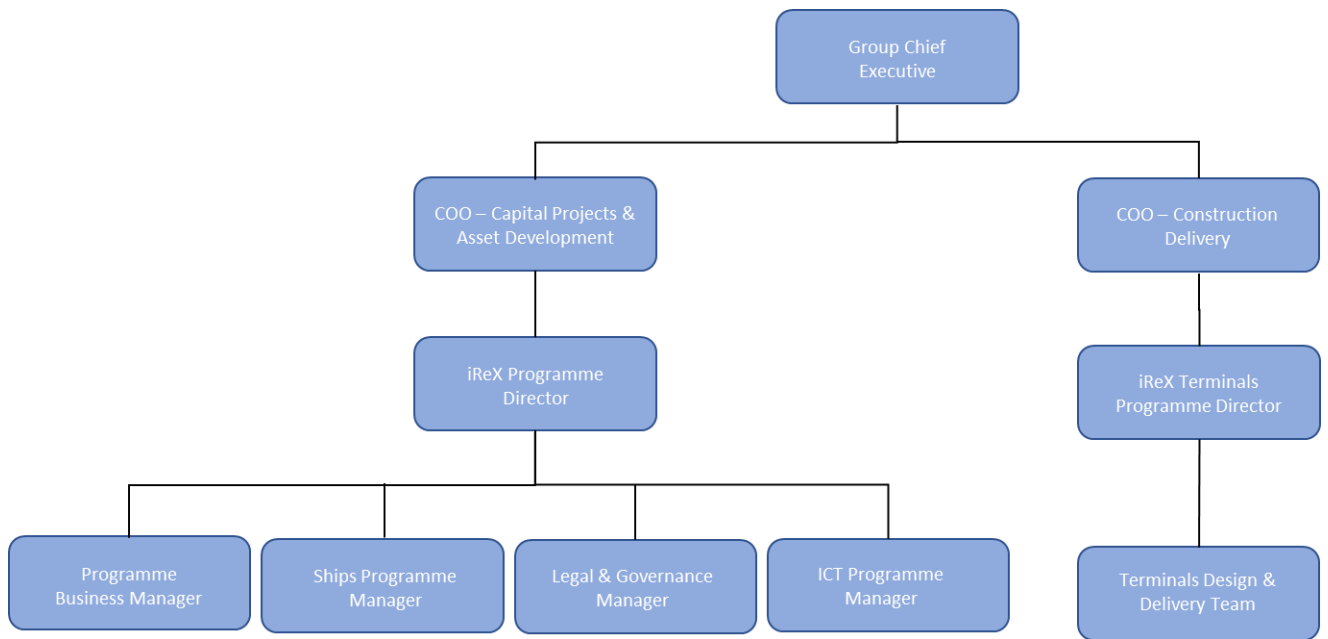 Group Chief
Executive
COO – Capital Projects &
Asset Development
COO – Construction
Delivery
iReX Programme
Director
iReX Terminals
Programme Director
Programme
Business Manager
Ships Programme
Manager
Legal & Governance
Manager
ICT Programme
Manager
Terminals Design &
Delivery Team